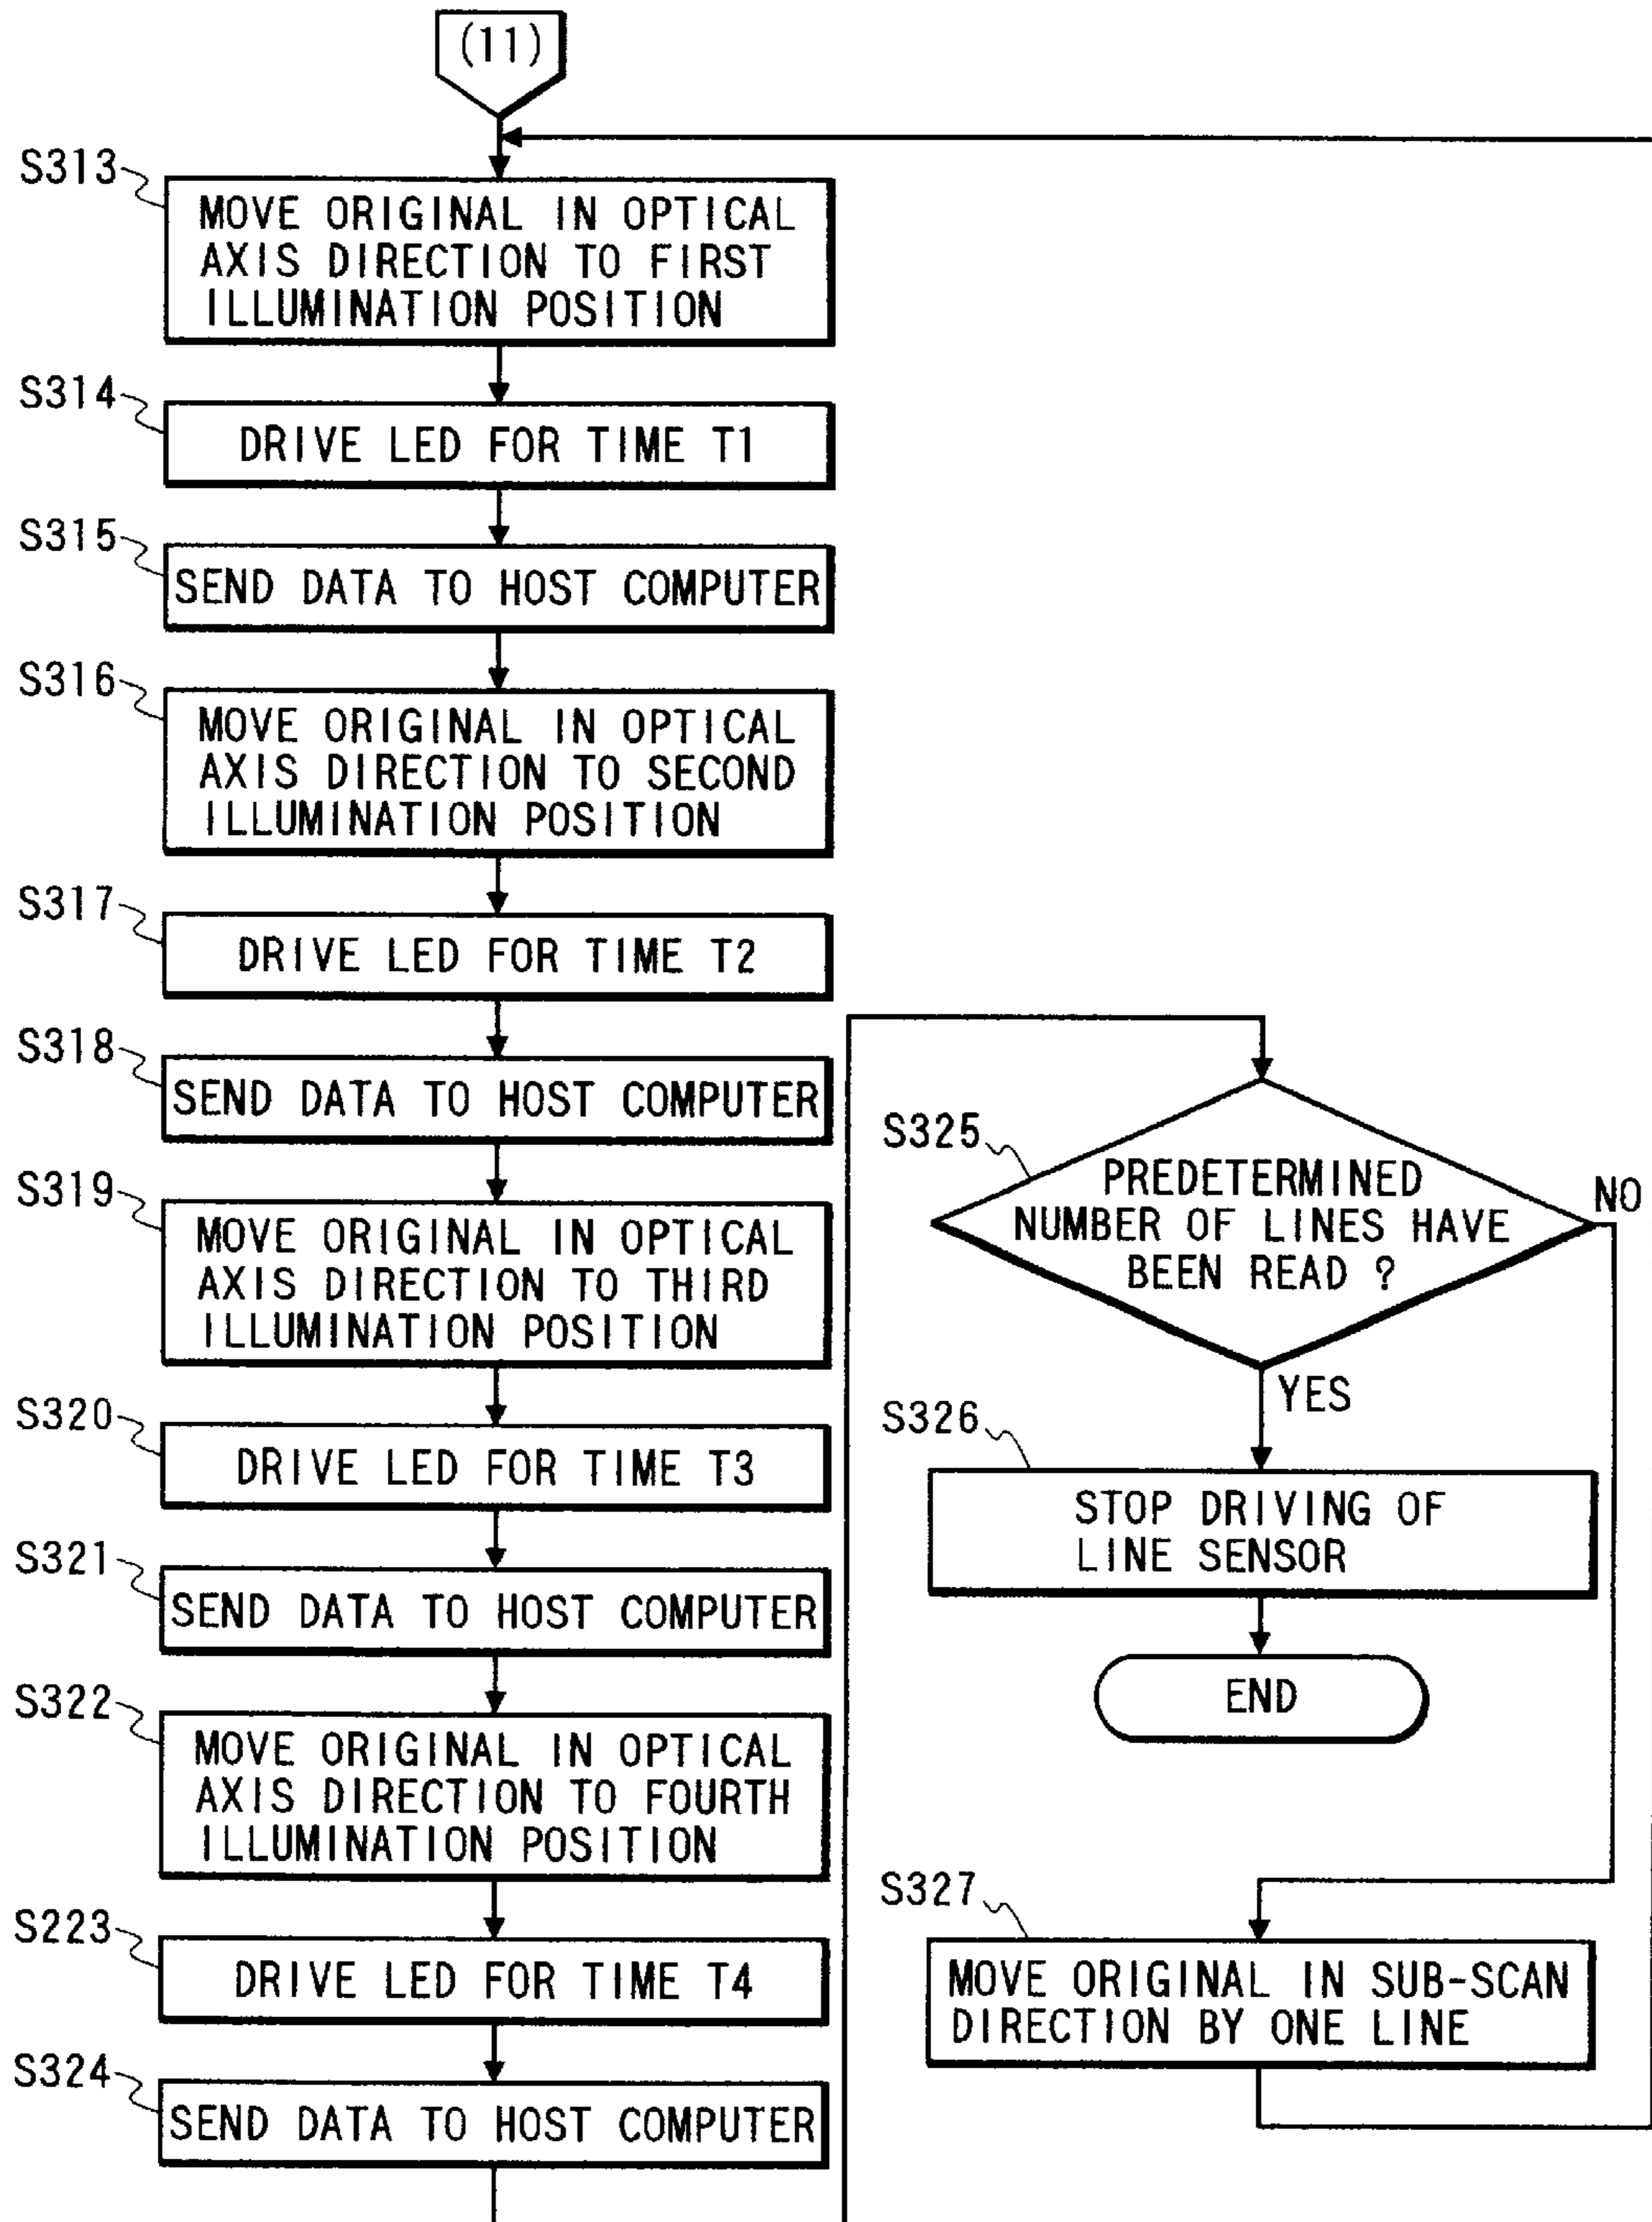 (11)
S313
MOVE ORIGINAL IN OPTICAL
AXIS DIRECTION TO FIRST
ILLUMINATION POSITION
S314
DRIVE LED FOR TIME T1
S315
SEND DATA TO HOST COMPUTER
S316
MOVE ORIGINAL IN OPTICAL
AXIS DIRECTION TO SECOND
ILLUMINATION POSITION
S317
DRIVE LED FOR TIME T2
S318
SEND DATA TO HOST COMPUTER
S319
MOVE ORIGINAL IN OPTICAL
AXIS DIRECTION TO THIRD
ILLUMINATION POSITION
S320
DRIVE LED FOR TIME T3
S321
SEND DATA TO HOST COMPUTER
S322
MOVE ORIGINAL IN OPTICAL
AXIS DIRECTION TO FOURTH
ILLUMINATION POSITION
S223
DRIVE LED FOR TIME T4
S324
SEND DATA TO HOST COMPUTER
S325
PREDETERMINED
NUMBER OF LINES HAVE
BEEN READ ?
NO
YES
S326
STOP DRIVING OF
LINE SENSOR
END
S327
MOVE ORIGINAL IN SUB-SCAN
DIRECTION BY ONE LINE